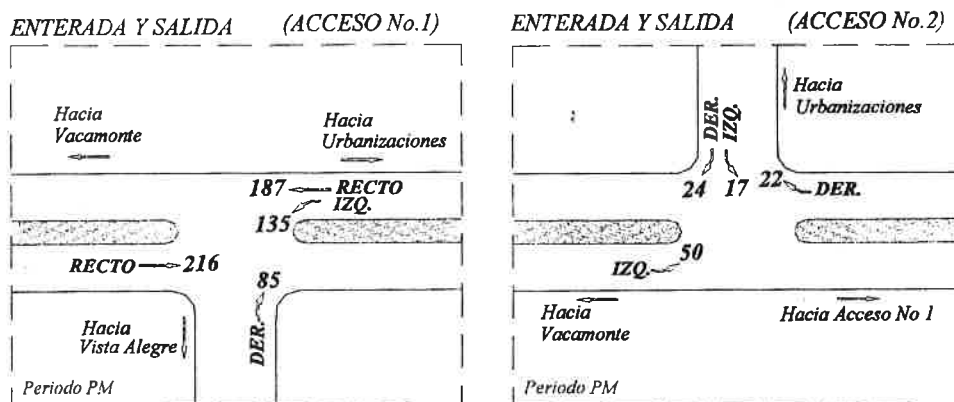 ENTERADA Y SALIDA (ACCESO No.1)
Hacia
Vacamonte
Hacia
Urbanizaciones
187 RECTO
IZQ.
135
RECTO 216
85
DER.
Hacia
Vista Alegre
Periodo PM
ENTERADA Y SALIDA (ACCESO No.2)
DER.
IZQ.
Hacia
Urbanizaciones
24 17 22 DER.
50
IZQ.
Hacia
Vacamonte
Hacia Acceso No 1
Periodo PM